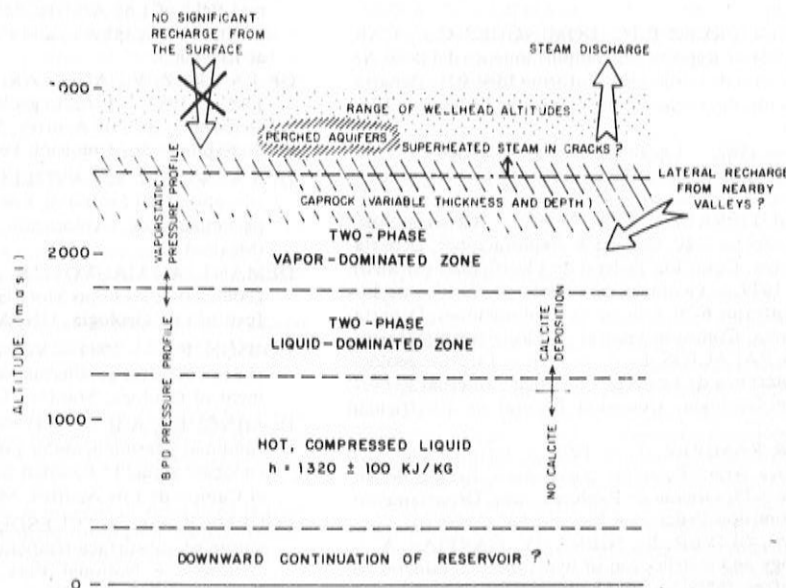 NO SIGNIFICANT
RECHARGE FROM
THE SURFACE
STEAM DISCHARGE
RANGE OF WELLHEAD ALTITUDES
PERCHED AQUIFERS
SUPERHEATED STEAM IN CRACKS ?
LATERAL RECHARGE
FROM NEARBY
VALLEYS ?
CAPROCK (VARIABLE THICKNESS AND DEPTH)
VAPORSTATIC
PRESSURE PROFILE
TWO-PHASE
VAPOR-DOMINATED ZONE
2000
ALTITUDE (masl)
TWO-PHASE
LIQUID-DOMINATED ZONE
CALCITE
DEPOSITION
B.P.D. PRESSURE PROFILE
1000
HOT, COMPRESSED LIQUID
h = 1320 ± 100 KJ/KG
NO CALCITE
DOWNWARD CONTINUATION OF RESERVOIR ?
0